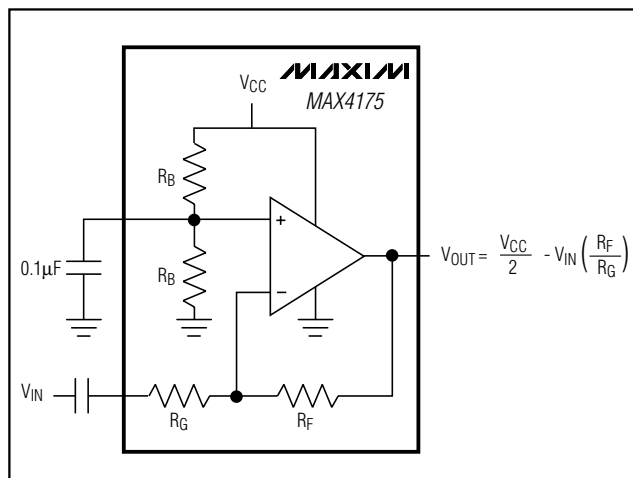 MAXIM
MAX4175
VCC
RB
+
0.1µF
RB
−
VOUT = VCC/2 - VIN (RF/RG)
VIN
RG
RF